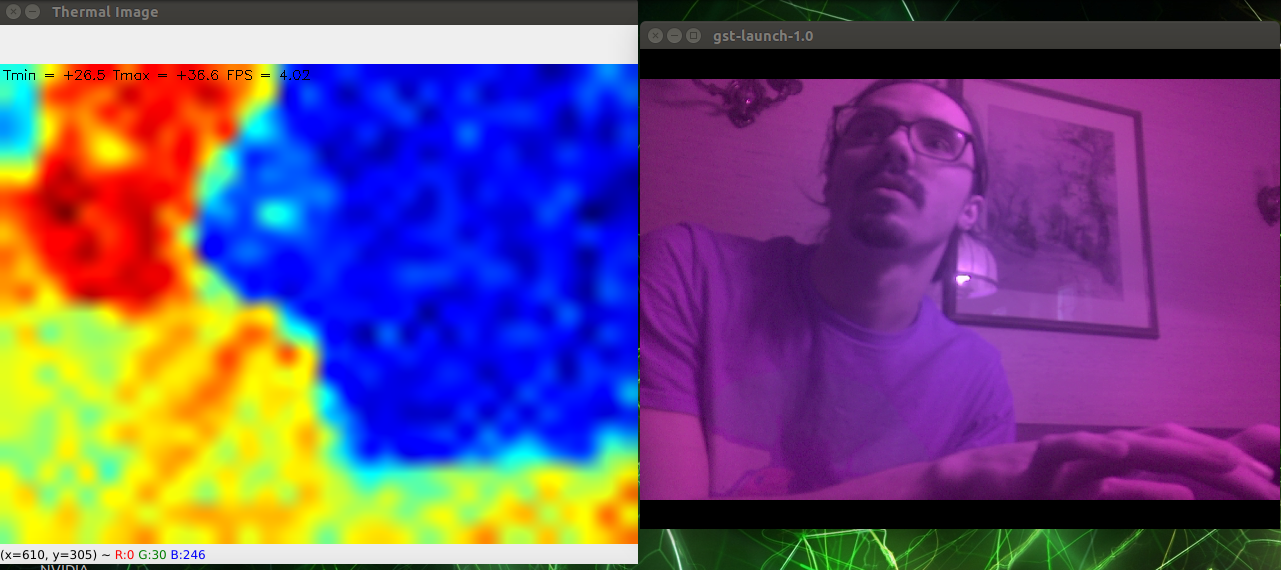 Thermal Image
Tmin = +26.5 Tmax = +36.6 FPS = 4.02
(x=610, y=305) ~ R:0 G:30 B:246
NVIDIA
gst-launch-1.0